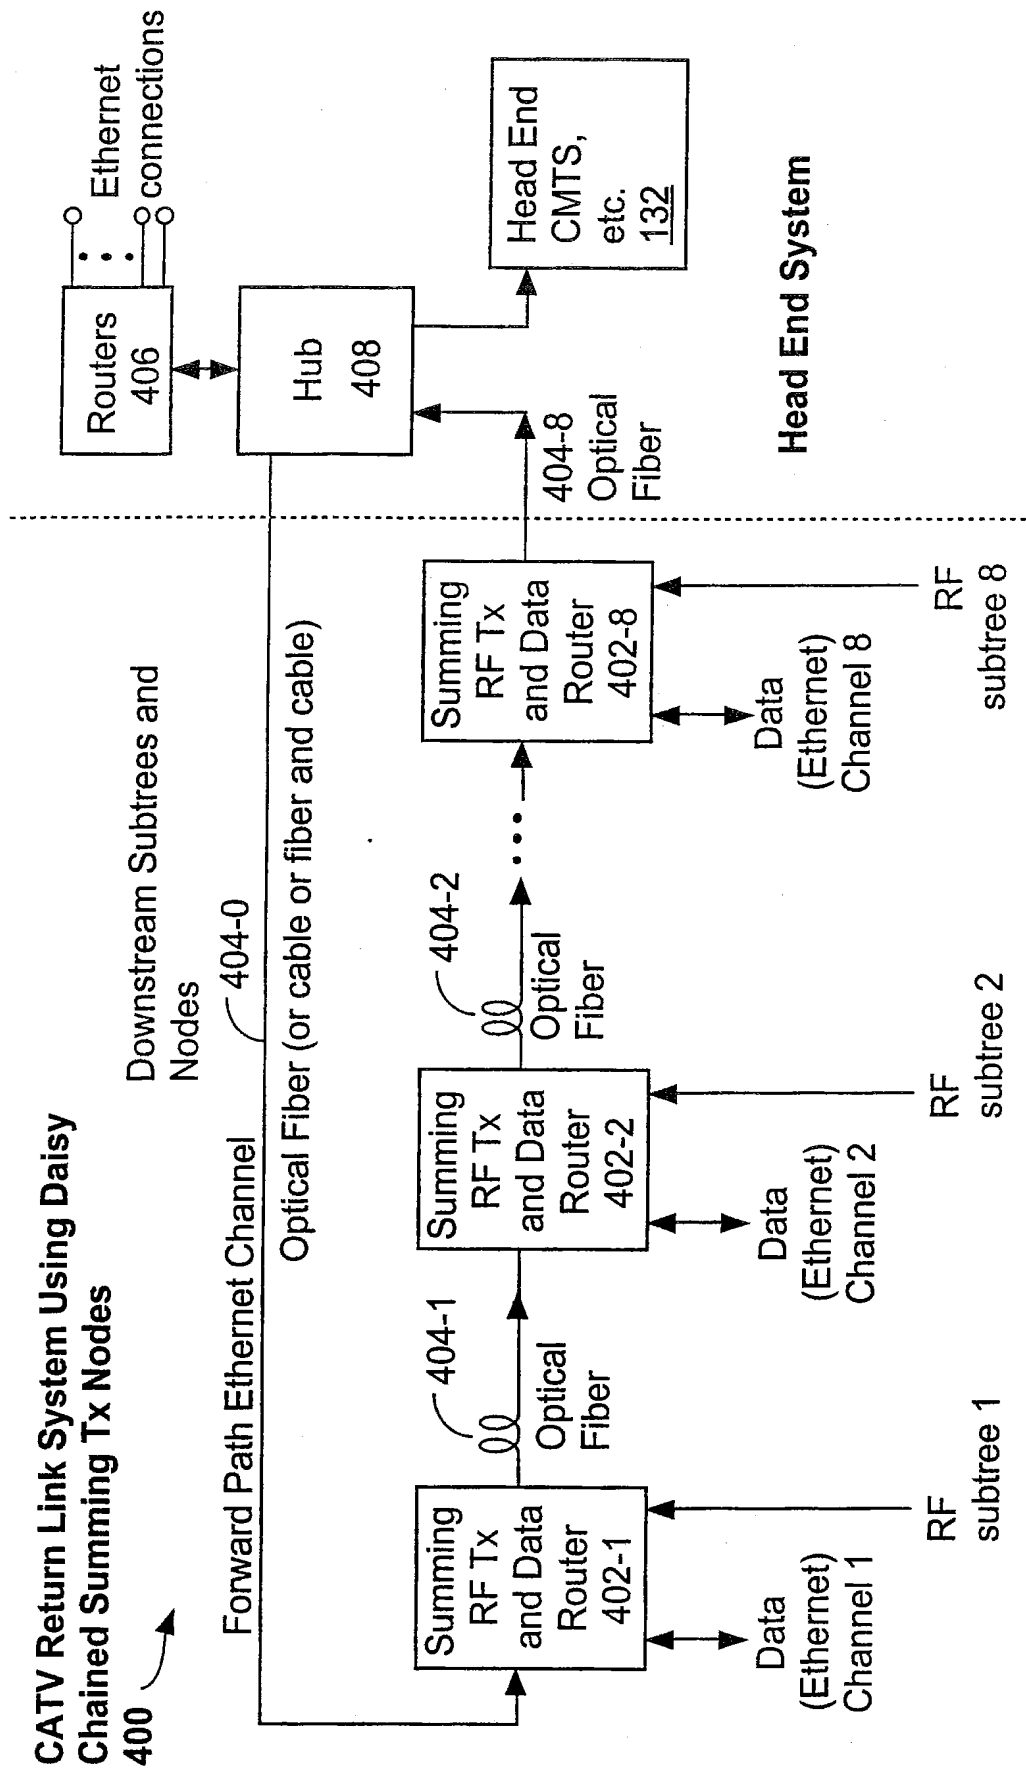 CATV Return Link System Using Daisy
Chained Summing Tx Nodes
400
Downstream Subtrees and
Nodes
Forward Path Ethernet Channel
404-0
Optical Fiber (or cable or fiber and cable)
Routers
406
Ethernet
connections
Hub
408
Head End
CMTS,
etc.
132
Head End System
Summing
RF Tx
and Data
Router
402-1
404-1
Optical
Fiber
Data
(Ethernet)
Channel 1
RF
subtree 1
Summing
RF Tx
and Data
Router
402-2
404-2
Optical
Fiber
Data
(Ethernet)
Channel 2
RF
subtree 2
Summing
RF Tx
and Data
Router
402-8
404-8
Optical
Fiber
Data
(Ethernet)
Channel 8
RF
subtree 8